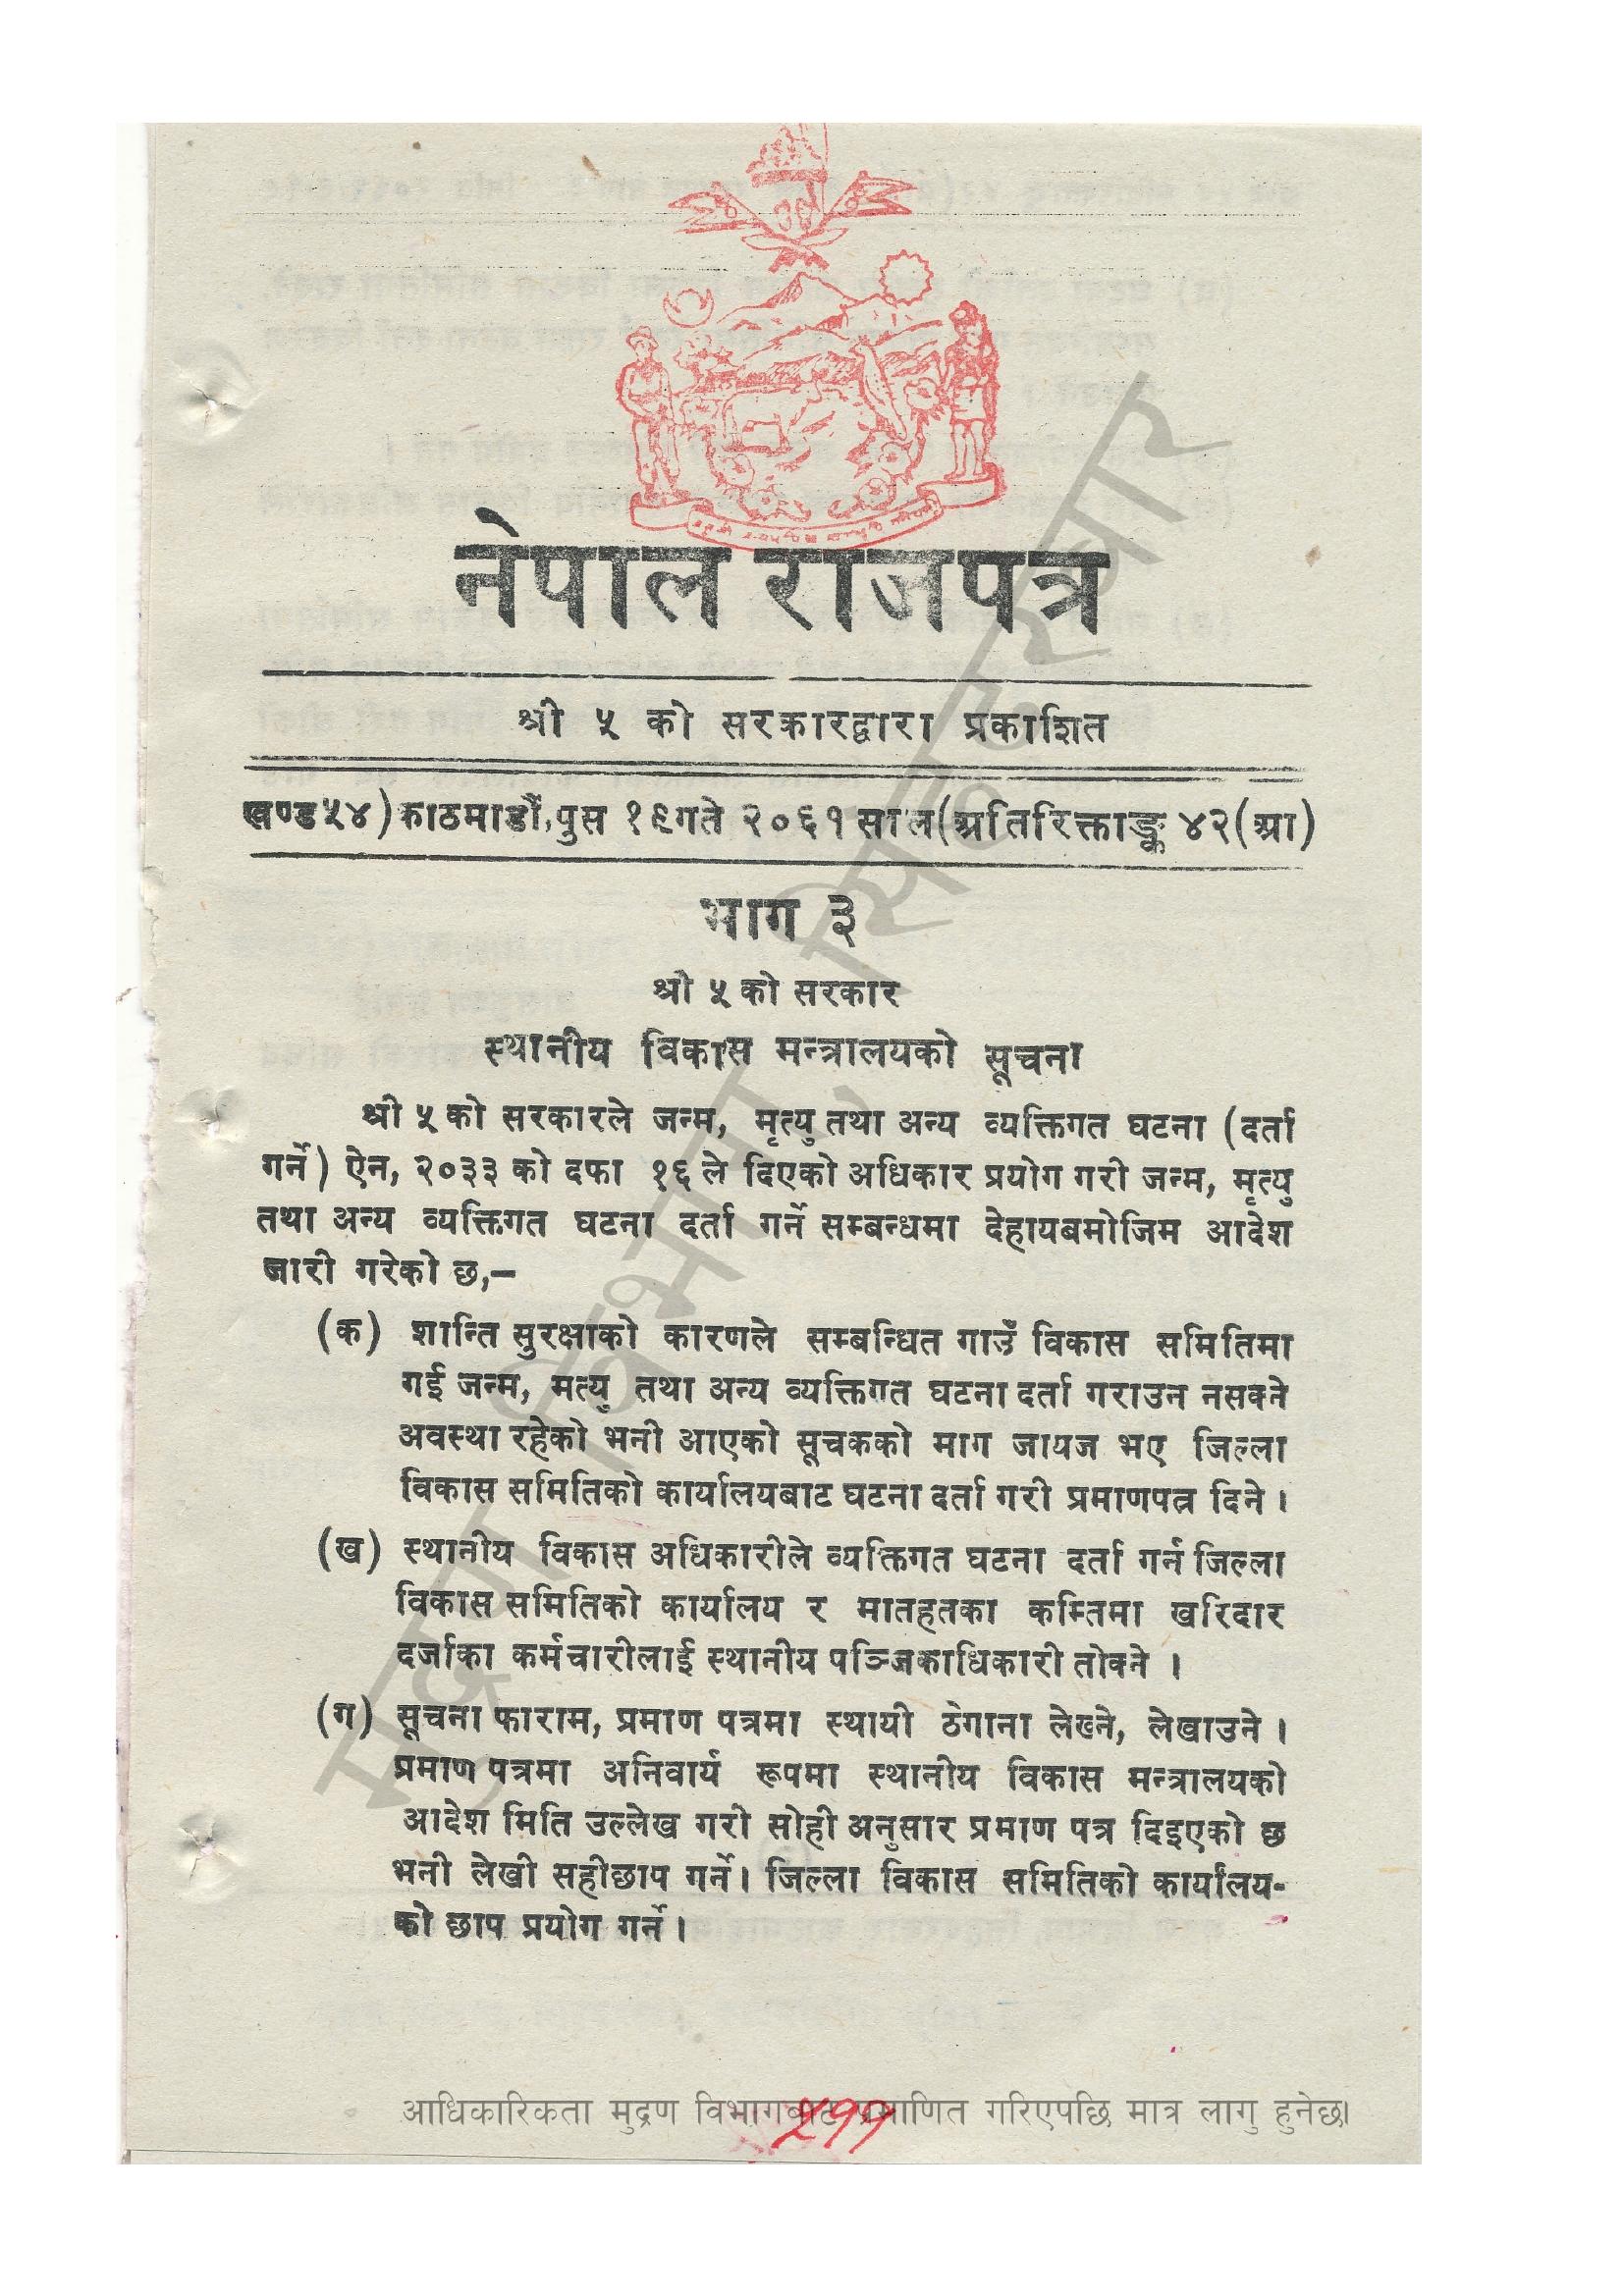 नेपाल राजपत्र
श्री ५ को सरकारद्वारा प्रकाशित
खण्ड ५४) काठमाडौं, पुस १९ गते २०६१ साल (अतिरिक्ताङ्क ४२ (आ)
भाग ३
श्री ५ को सरकार
स्थानीय विकास मन्त्रालयको सूचना
श्री ५ को सरकारले जन्म, मृत्यु तथा अन्य व्यक्तिगत घटना (दर्ता
गर्ने) ऐन, २०३३ को दफा १६ ले दिएको अधिकार प्रयोग गरी जन्म, मृत्यु
तथा अन्य व्यक्तिगत घटना दर्ता गर्ने सम्बन्धमा देहायबमोजिम आदेश
जारी गरेको छ,–
(क) शान्ति सुरक्षाको कारणले सम्बन्धित गाउँ विकास समितिमा
गई जन्म, मत्यु तथा अन्य व्यक्तिगत घटना दर्ता गराउन नसक्ने
अवस्था रहेको भनी आएको सूचकको माग जायज भए जिल्ला
विकास समितिको कार्यालयबाट घटना दर्ता गरी प्रमाणपत्र दिने ।
(ख) स्थानीय विकास अधिकारीले व्यक्तिगत घटना दर्ता गर्न जिल्ला
विकास समितिको कार्यालय र मातहतका कम्तिमा खरिदार
दर्जाका कर्मचारीलाई स्थानीय पञ्जिकाधिकारी तोक्ने ।
(ग) सूचना फाराम, प्रमाण पत्रमा स्थायी ठेगाना लेख्ने, लेखाउने ।
प्रमाण पत्रमा अनिवार्य रूपमा स्थानीय विकास मन्त्रालयको
आदेश मिति उल्लेख गरी सोही अनुसार प्रमाण पत्र दिइएको छ
भनी लेखी सहीछाप गर्ने। जिल्ला विकास समितिको कार्यालय-
को छाप प्रयोग गर्ने ।
मुद्रण विभाग, सिंहदरबार
आधिकारिकता मुद्रण विभागबाट प्रमाणित गरिएपछि मात्र लागु हुनेछ।
५११